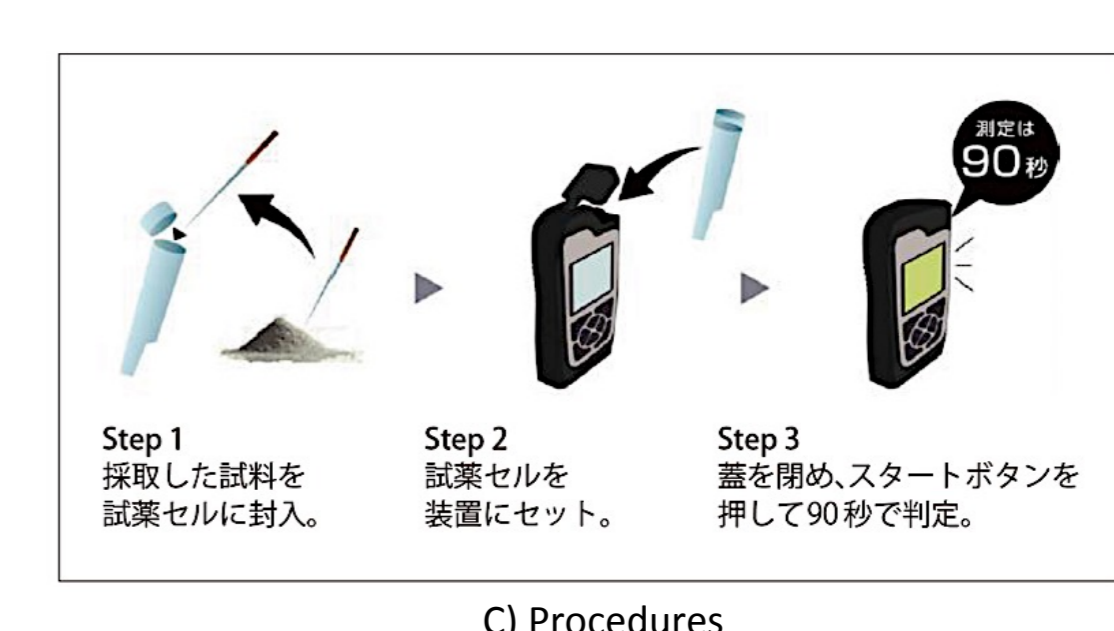 測定は
90秒
Step 1
採取した試料を
試薬セルに封入。
Step 2
試薬セルを
装置にセット。
Step 3
蓋を閉め、スタートボタンを
押して90秒で判定。
C) Procedures